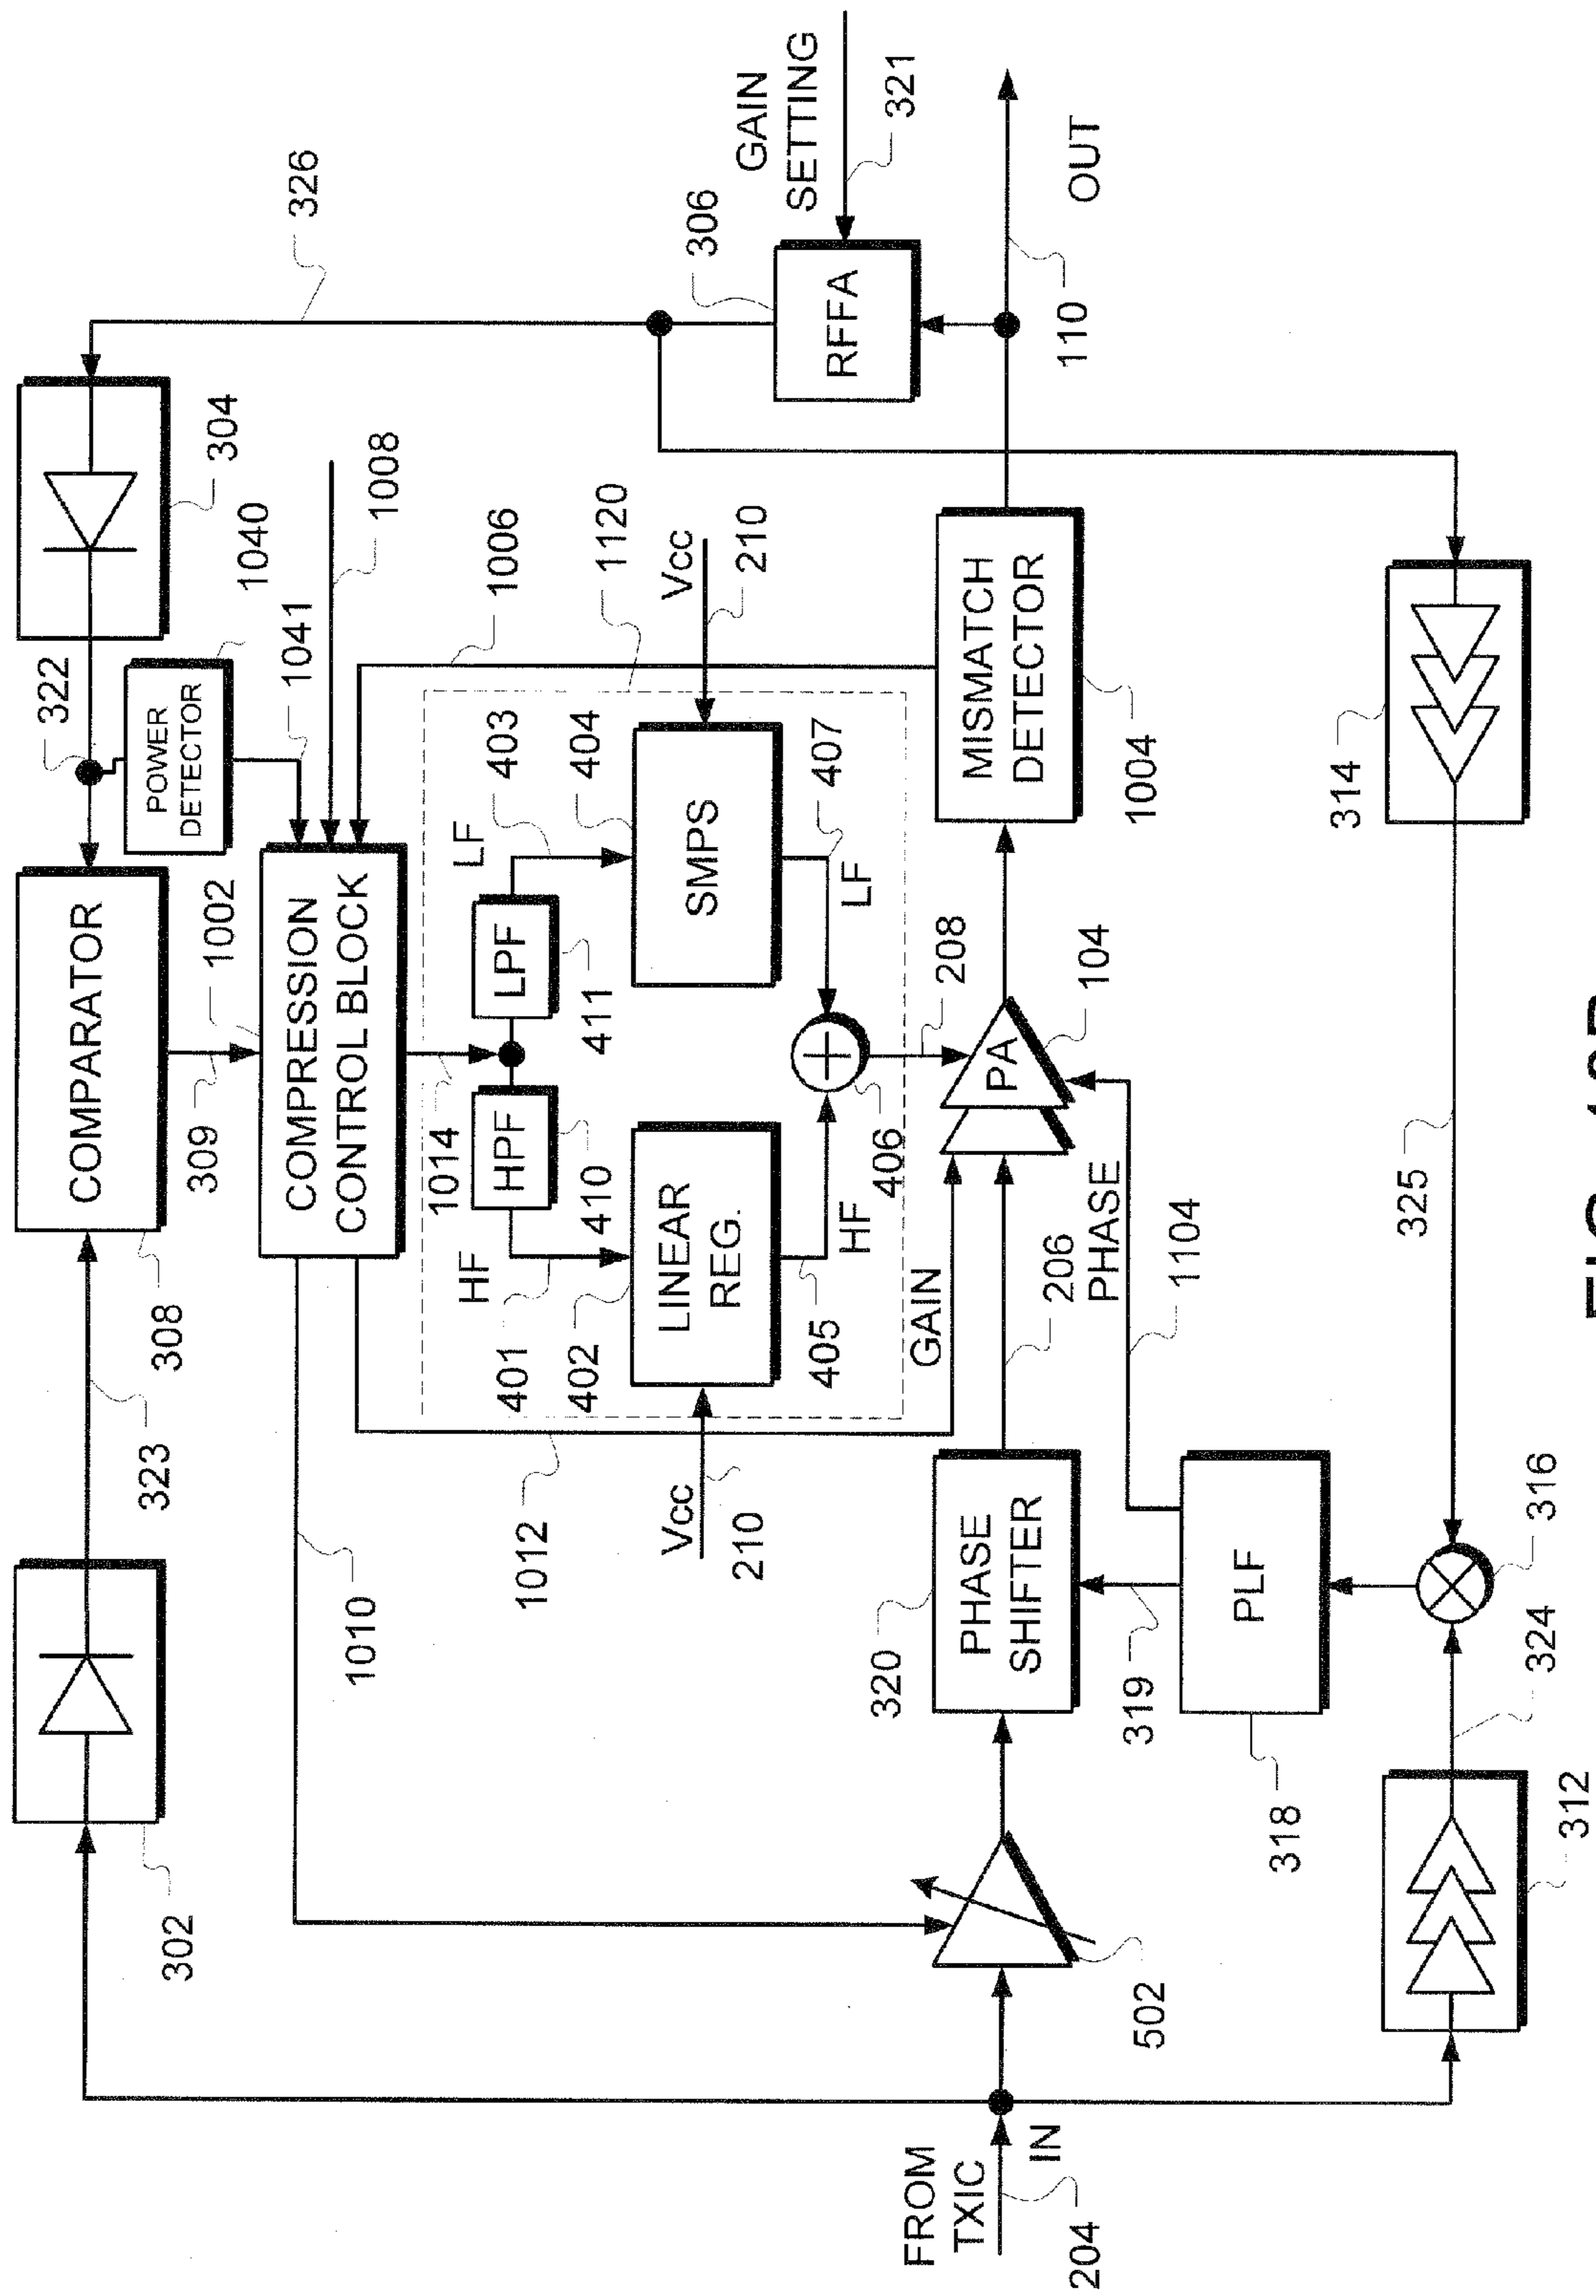 302
323
308
COMPARATOR
322
304
326
309
1002
POWER
DETECTOR
1040
1041
1008
COMPRESSION
CONTROL BLOCK
1010
1012
1014
HF
HPF
410
LPF
411
LF
403
404
1006
1120
401
402
LINEAR
REG.
SMPS
Vcc
210
Vcc
210
405
HF
406
407
LF
208
GAIN
SETTING
321
306
RFFA
110
OUT
FROM
TXIC
204
IN
502
320
PHASE
SHIFTER
206
GAIN
PA
104
MISMATCH
DETECTOR
1004
PHASE
1104
319
PLF
318
312
324
316
325
314